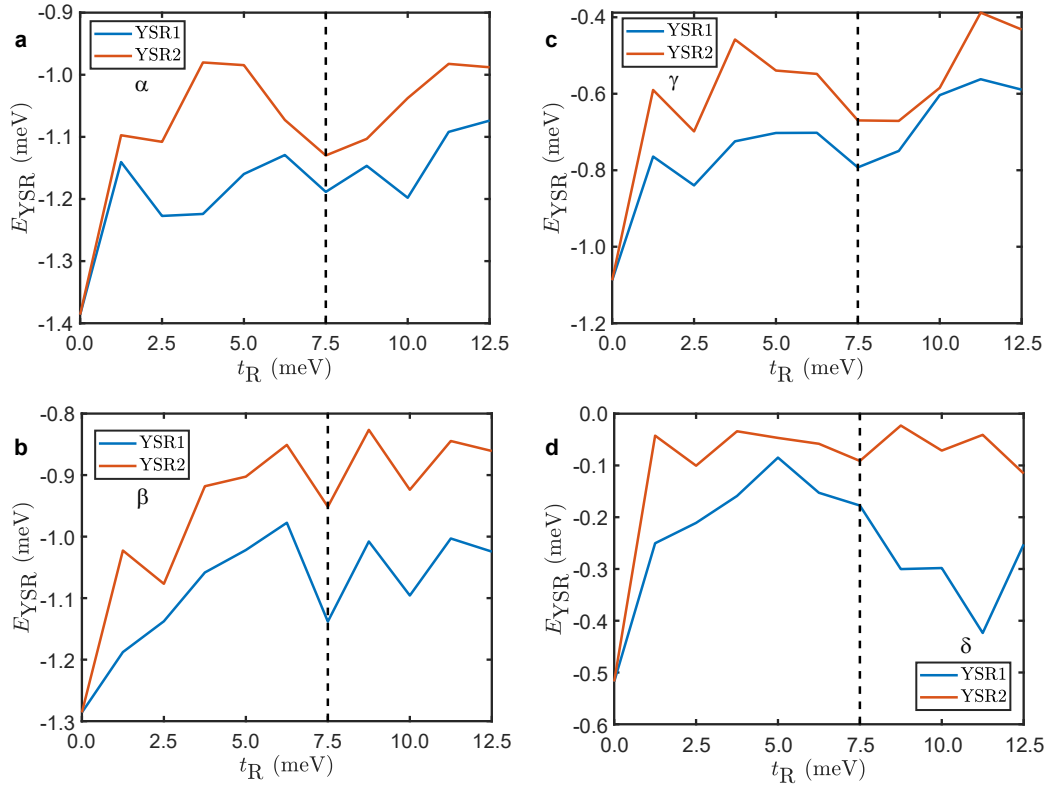 a
YSR1
YSR2
α
-0.9
-1.0
-1.1
-1.2
-1.3
-1.4
E_YSR (meV)
0.0 2.5 5.0 7.5 10.0 12.5
t_R (meV)
c
YSR1
YSR2
γ
-0.4
-0.6
-0.8
-1.0
-1.2
E_YSR (meV)
0.0 2.5 5.0 7.5 10.0 12.5
t_R (meV)
b
YSR1
YSR2
β
-0.8
-0.9
-1.0
-1.1
-1.2
-1.3
E_YSR (meV)
0.0 2.5 5.0 7.5 10.0 12.5
t_R (meV)
d
0.0
-0.1
-0.2
-0.3
-0.4
-0.5
-0.6
E_YSR (meV)
δ
YSR1
YSR2
0.0 2.5 5.0 7.5 10.0 12.5
t_R (meV)